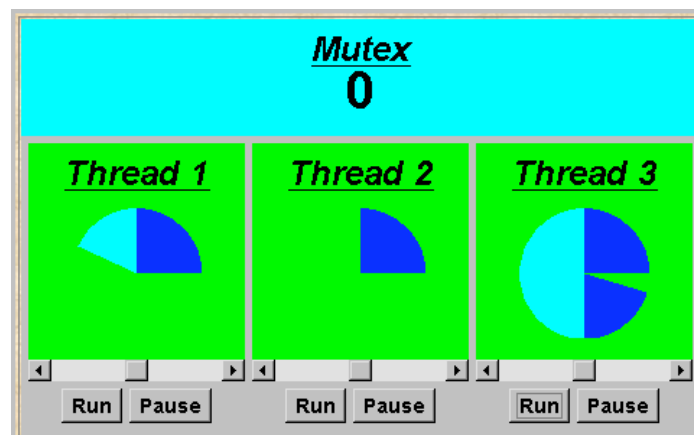 Mutex
0
Thread 1
Thread 2
Thread 3
Run Pause
Run Pause
Run Pause